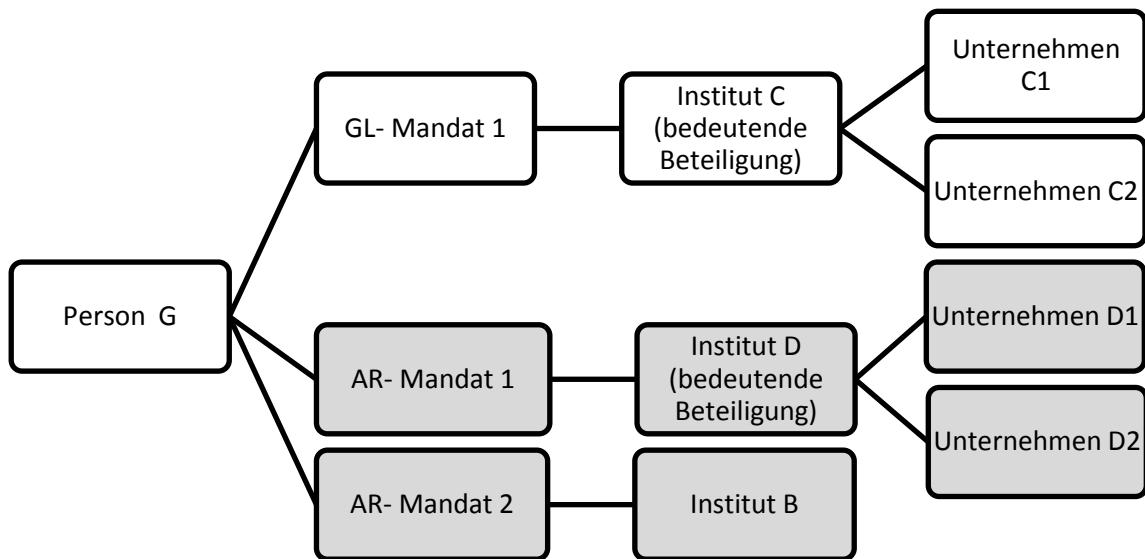 Person G
GL- Mandat 1
Institut C
(bedeutende
Beteiligung)
Unternehmen
C1
Unternehmen C2
AR- Mandat 1
Institut D
(bedeutende
Beteiligung)
Unternehmen D1
Unternehmen D2
AR- Mandat 2
Institut B